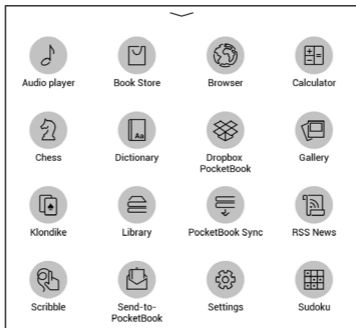 Audio player Book Store Browser Calculator
Aa
Chess Dictionary Dropbox Gallery
PocketBook
Klondike Library PocketBook Sync RSS News
Scribble Send-to- Settings Sudoku
PocketBook